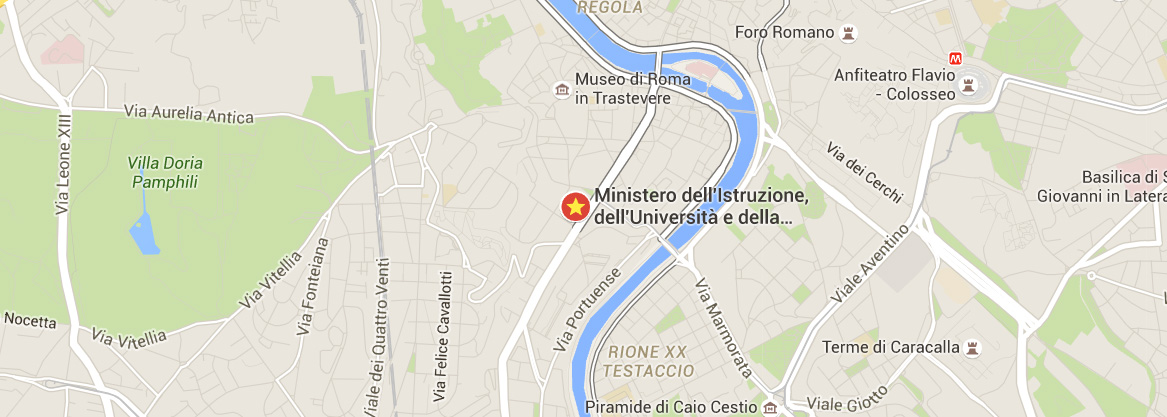 REGOLA
Foro Romano
M
Museo di Roma
in Trastevere
Anfiteatro Flavio
- Colosseo
Via Aurelia Antica
Via Leone XIII
Villa Doria
Pamphili
Via dei Cerchi
Basilica di S
Giovanni in Latera
Ministero dell'Istruzione,
dell'Università e della...
Viale Aventino
Via Vitellia
Via Fonteiana
Viale dei Quattro Venti
Via Felice Cavallotti
Via Portuense
Via Marmorata
Nocetta
Via Vitellia
RIONE XX
TESTACCIO
Terme di Caracalla
Piramide di Caio Cestio
Viale Giotto